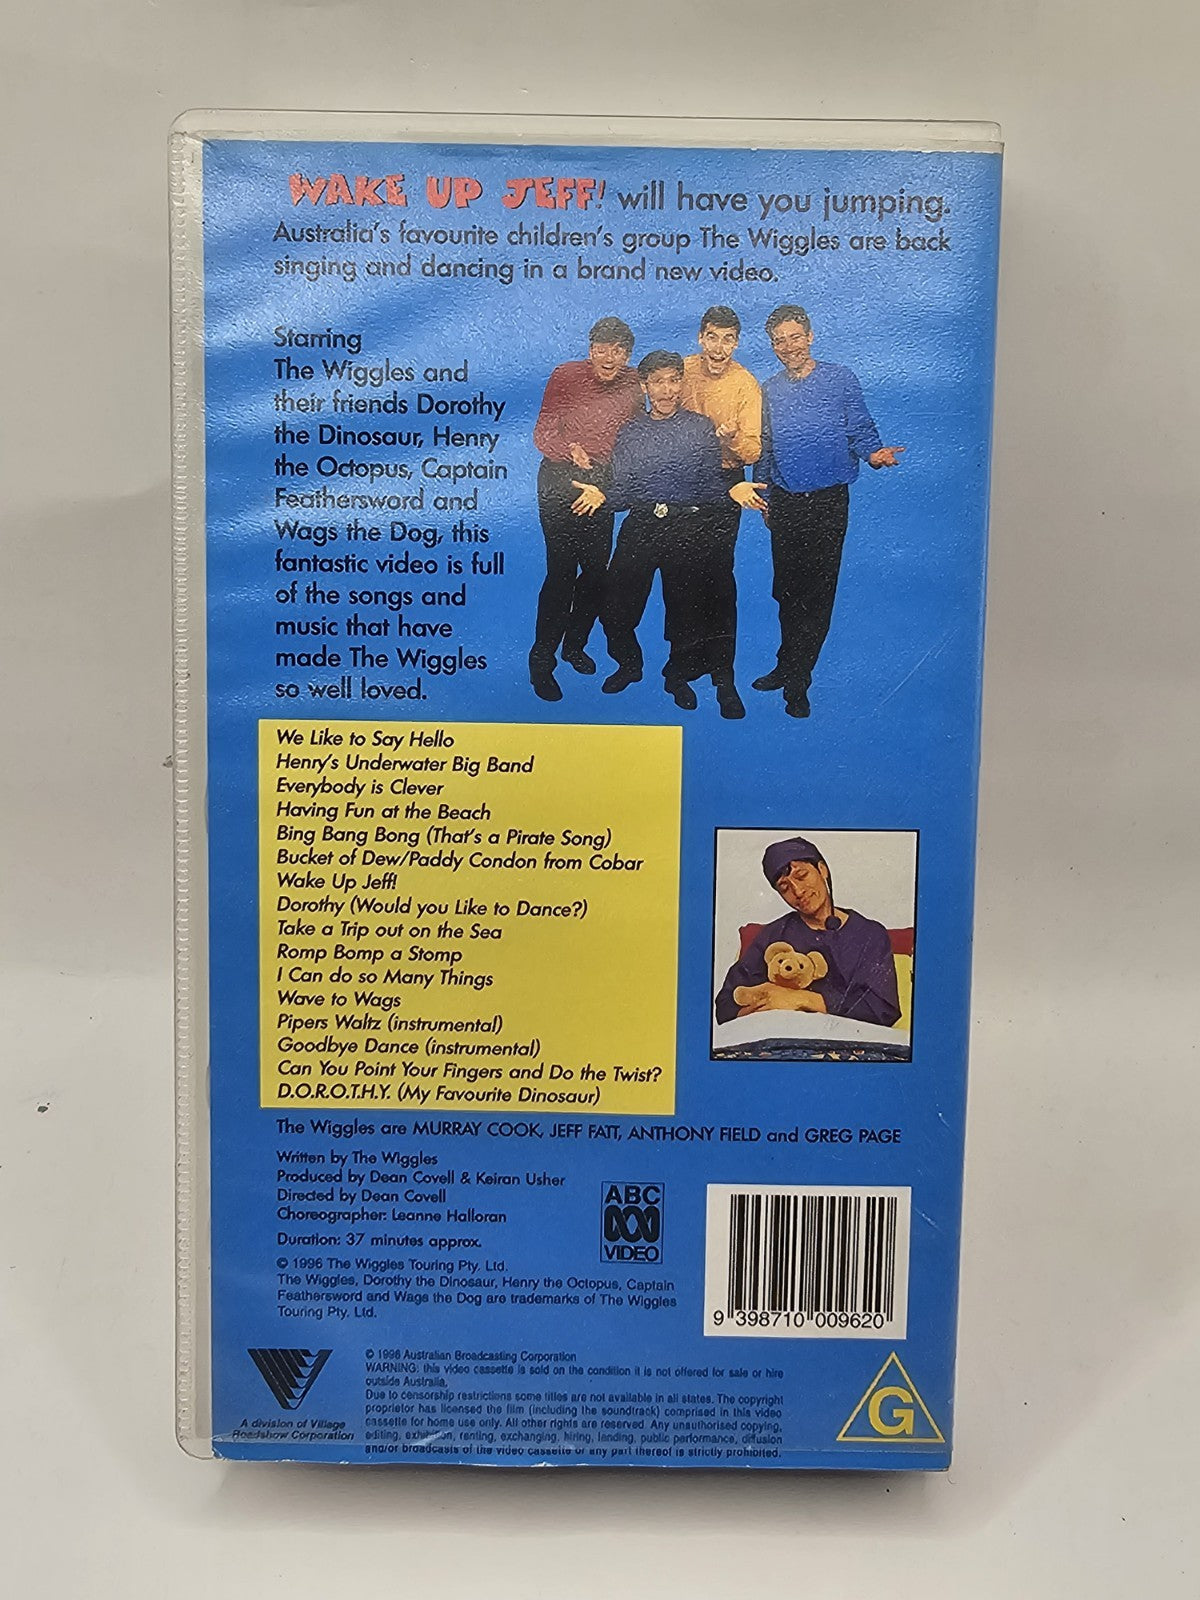 WAKE UP JEFF! will have you jumping.
Australia's favourite children's group The Wiggles are back
singing and dancing in a brand new video.
Starring
The Wiggles and
their friends Dorothy
the Dinosaur, Henry
the Octopus, Captain
Feathersword and
Wags the Dog, this
fantastic video is full
of the songs and
music that have
made The Wiggles
so well loved.
We Like to Say Hello
Henry's Underwater Big Band
Everybody is Clever
Having Fun at the Beach
Bing Bang Bong (That's a Pirate Song)
Bucket of Dew/Paddy Condon from Cobar
Wake Up Jeff!
Dorothy (Would you Like to Dance?)
Take a Trip out on the Sea
Romp Bomp a Stomp
I Can do so Many Things
Wave to Wags
Pipers Waltz (instrumental)
Goodbye Dance (instrumental)
Can You Point Your Fingers and Do the Twist?
D.O.R.O.T.H.Y. (My Favourite Dinosaur)
The Wiggles are MURRAY COOK, JEFF FATT, ANTHONY FIELD and GREG PAGE
Written by The Wiggles
Produced by Dean Covell & Keiran Usher
Directed by Dean Covell
Choreographer: Leanne Halloran
Duration: 37 minutes approx.
© 1996 The Wiggles Touring Pty. Ltd.
The Wiggles, Dorothy the Dinosaur, Henry the Octopus, Captain
Feathersword and Wags the Dog are trademarks of The Wiggles
Touring Pty. Ltd.
ABC
VIDEO
9 398710 009620
A division of Village
Roadshow Corporation
© 1996 Australian Broadcasting Corporation
WARNING: this video cassette is sold on the condition it is not offered for sale or hire
outside Australia.
Due to censorship restrictions some titles are not available in all states. The copyright
proprietor has licensed the film (including the soundtrack) comprised in this video
cassette for home use only. All other rights are reserved. Any unauthorised copying,
editing, exhibition, renting, exchanging, hiring, lending, public performance, diffusion
and/or broadcasts of the video cassette or any part thereof is strictly prohibited.
G